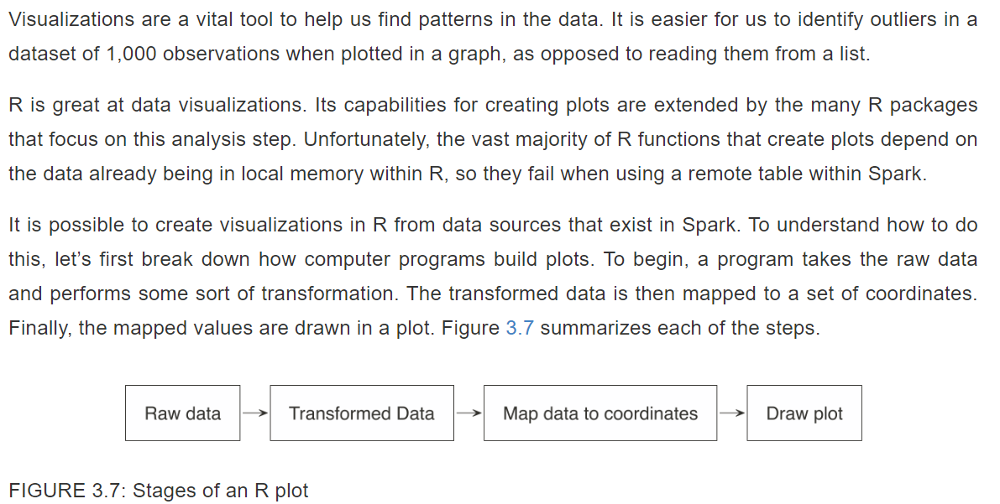 Visualizations are a vital tool to help us find patterns in the data. It is easier for us to identify outliers in a
dataset of 1,000 observations when plotted in a graph, as opposed to reading them from a list.
R is great at data visualizations. Its capabilities for creating plots are extended by the many R packages
that focus on this analysis step. Unfortunately, the vast majority of R functions that create plots depend on
the data already being in local memory within R, so they fail when using a remote table within Spark.
It is possible to create visualizations in R from data sources that exist in Spark. To understand how to do
this, let’s first break down how computer programs build plots. To begin, a program takes the raw data
and performs some sort of transformation. The transformed data is then mapped to a set of coordinates.
Finally, the mapped values are drawn in a plot. Figure 3.7 summarizes each of the steps.
Raw data
Transformed Data
Map data to coordinates
Draw plot
FIGURE 3.7: Stages of an R plot